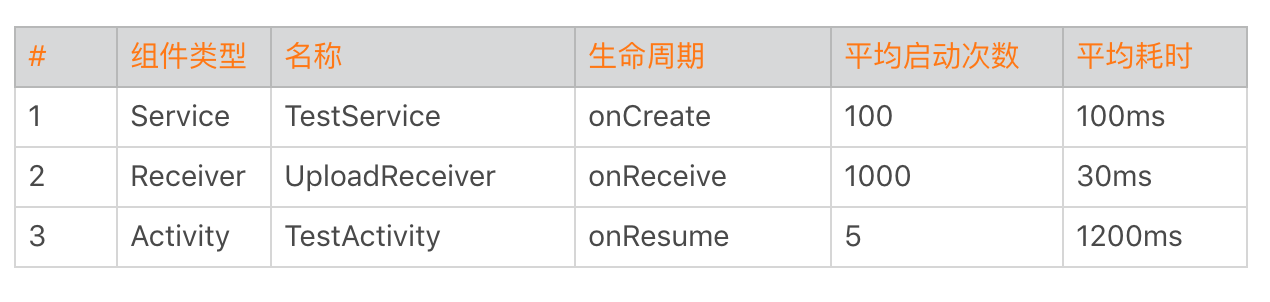 # 组件类型 名称 生命周期 平均启动次数 平均耗时
1 Service TestService onCreate 100 100ms
2 Receiver UploadReceiver onReceive 1000 30ms
3 Activity TestActivity onResume 5 1200ms